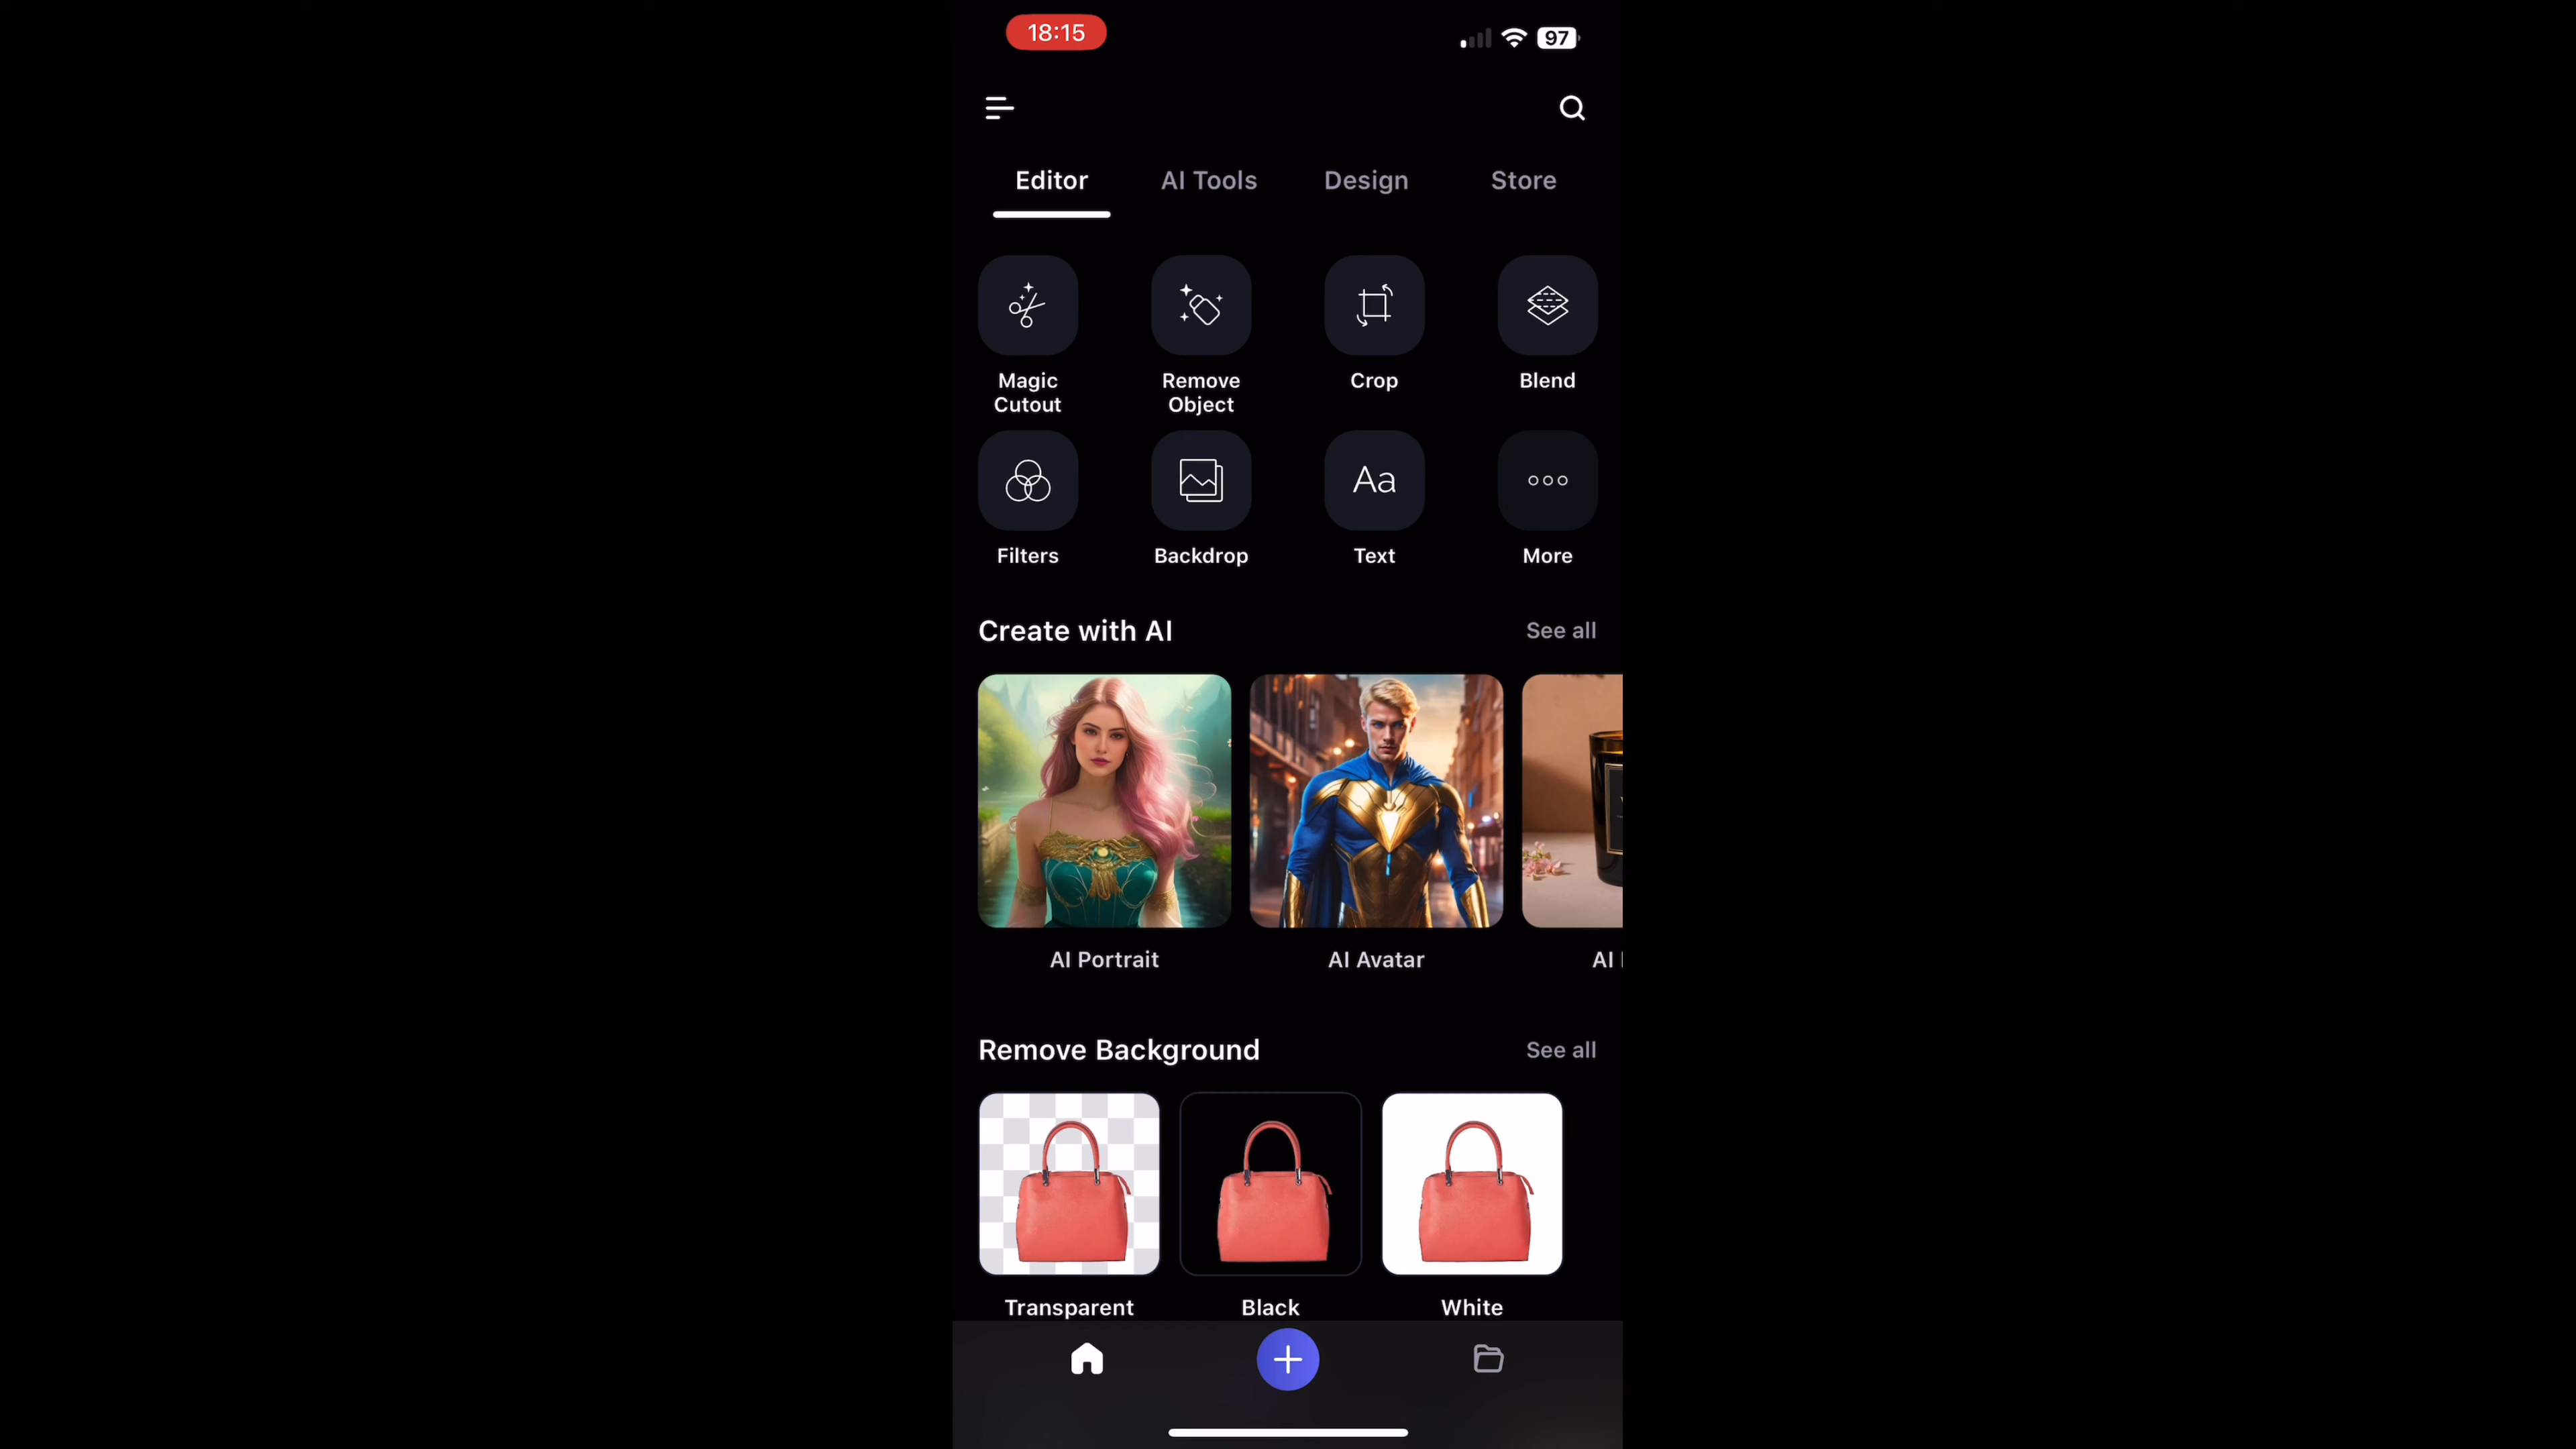 18:15
97
Editor AI Tools Design Store
Magic
Cutout
Remove
Object
Crop
Blend
Filters
Backdrop
Aa
Text
More
Create with AI See all
AI Portrait
AI Avatar
AI
Remove Background See all
Transparent
Black
White